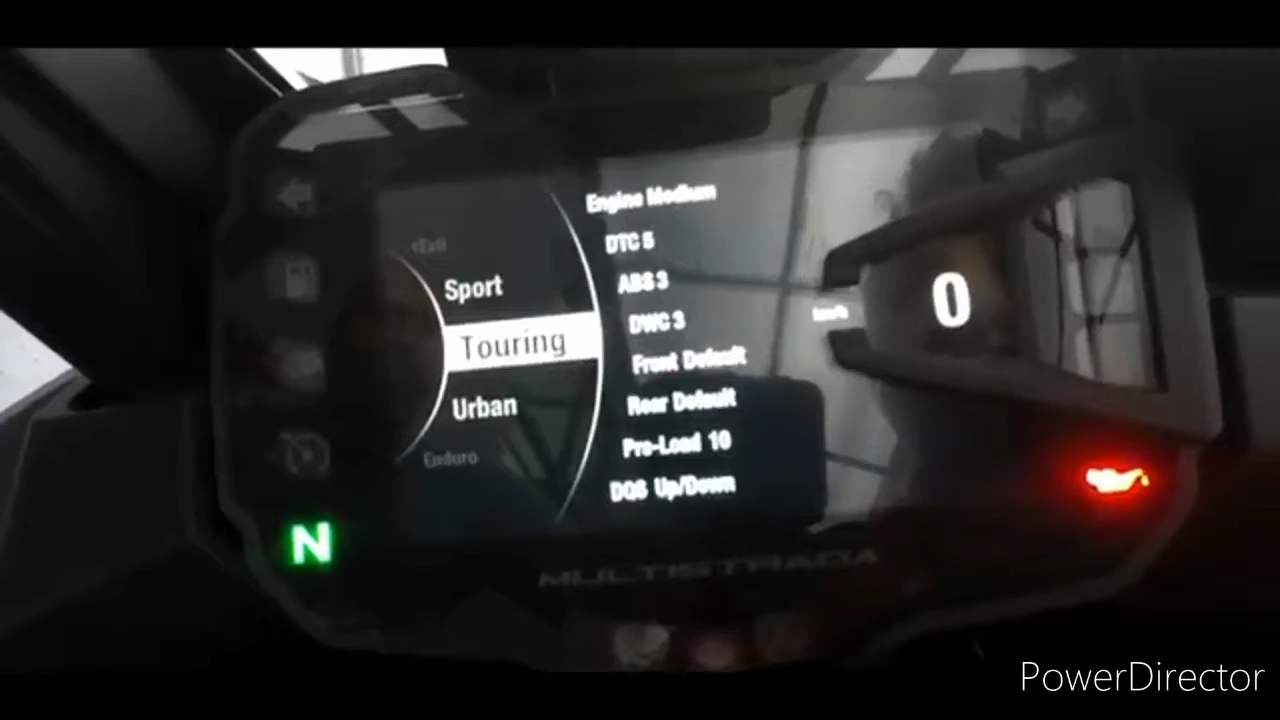 <Exit
Sport
Touring
Urban
Enduro
Engine Medium
DTC 5
ABS 3
DWC 3
Front Default
Rear Default
Pre-Load 10
DQS Up/Down
km/h
0
N
MULTISTRADA
PowerDirector